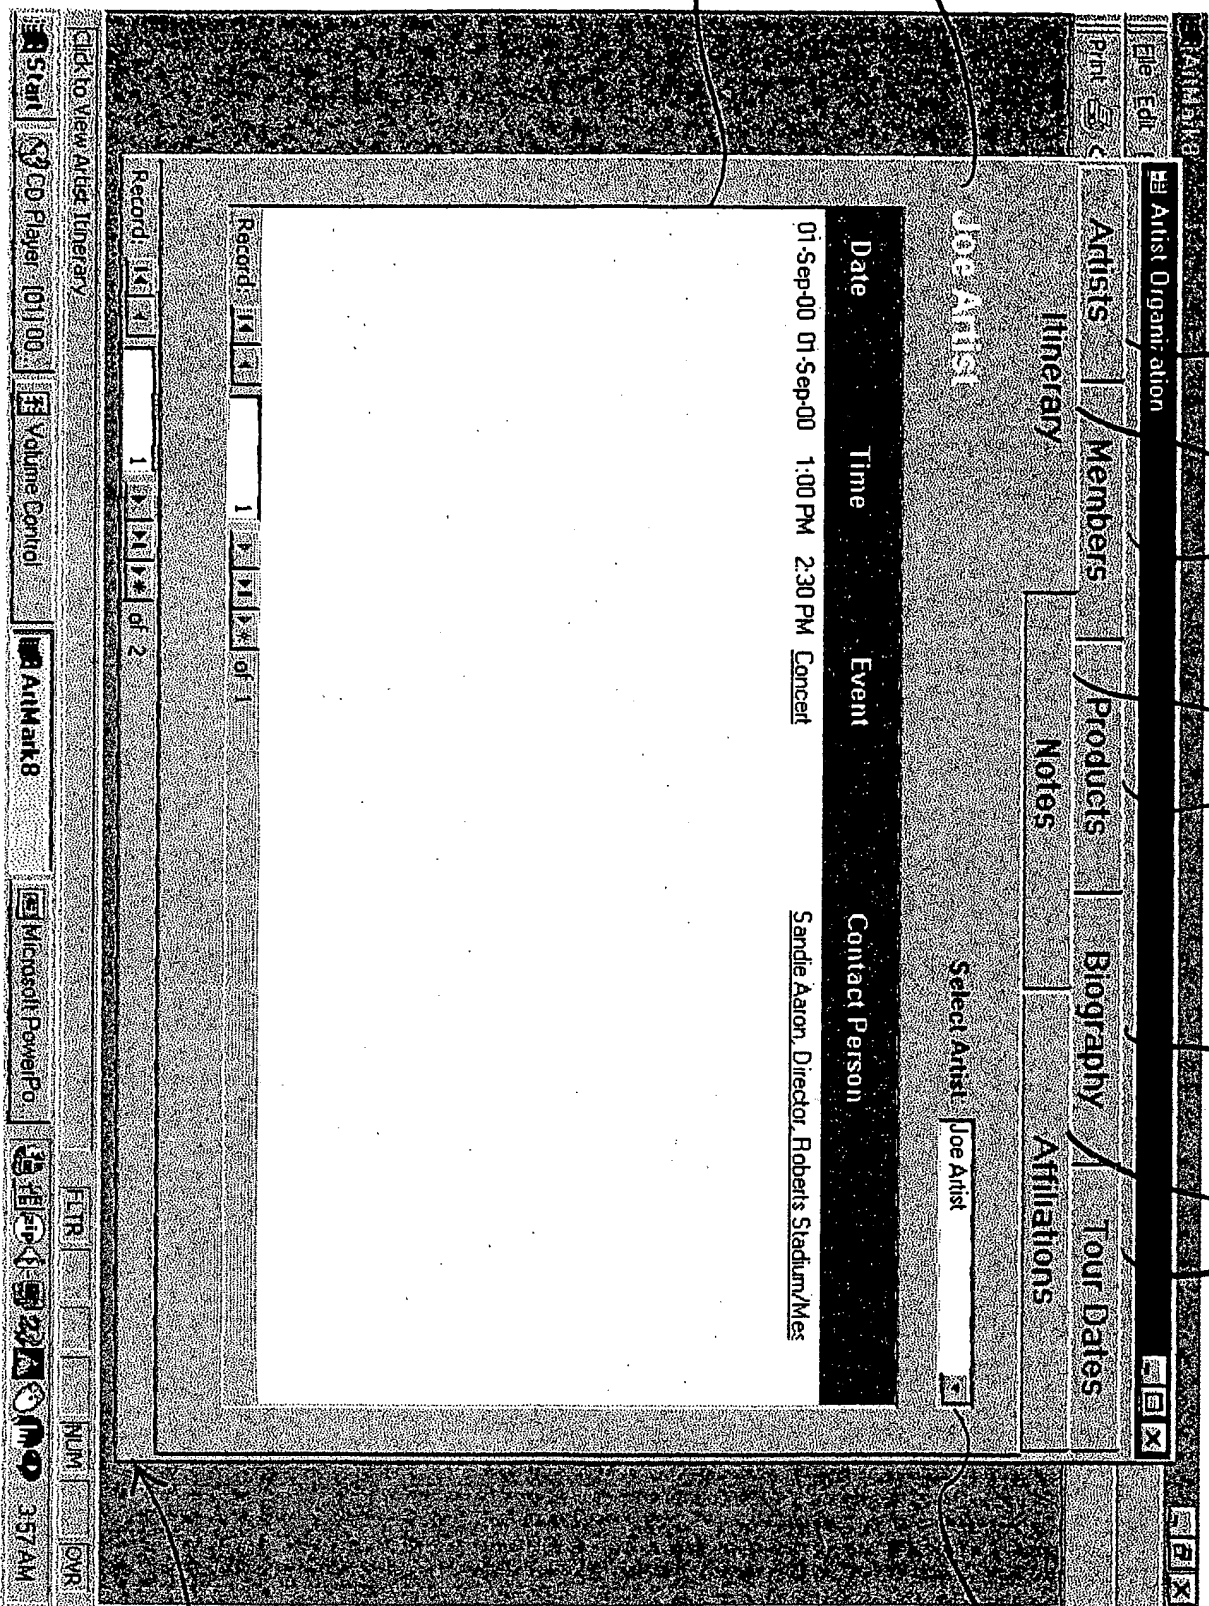 ArtMark8
File Edit
Print
Artist Organization
Artists Members Products Biography Tour Dates
Itinerary Notes Affiliations
Joe Artist Select Artist: Joe Artist
Date Time Event Contact Person
01-Sep-00 01-Sep-00 1:00 PM 2:30 PM Concert Sandie Aaron, Director, Roberts Stadium/Mes
Record: 1 of 1
Record: 1 of 2
Click to View Artist Itinerary FLTR NUM OVR
Start CD Player [01] 00 Volume Control ArtMark8 Microsoft PowerPo 3:57 AM